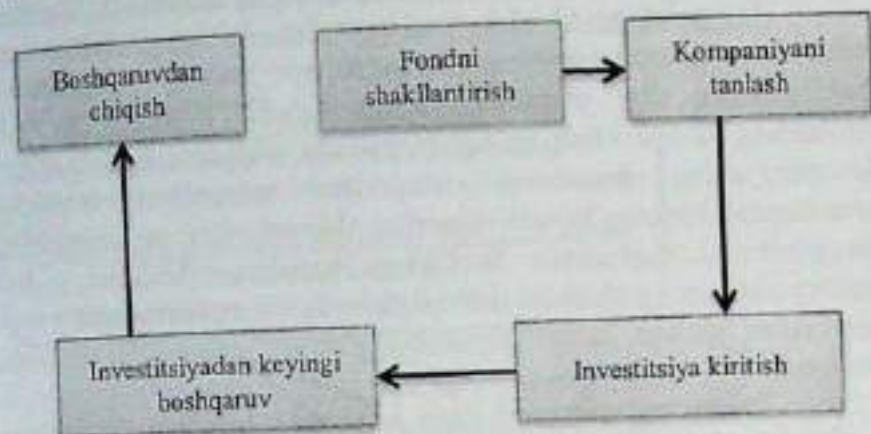 Boshqaruvdan
chiqish
Fondni
shakllantirish
Kompaniyani
tanlash
Investitsiyadan keyingi
boshqaruv
Investitsiya kiritish